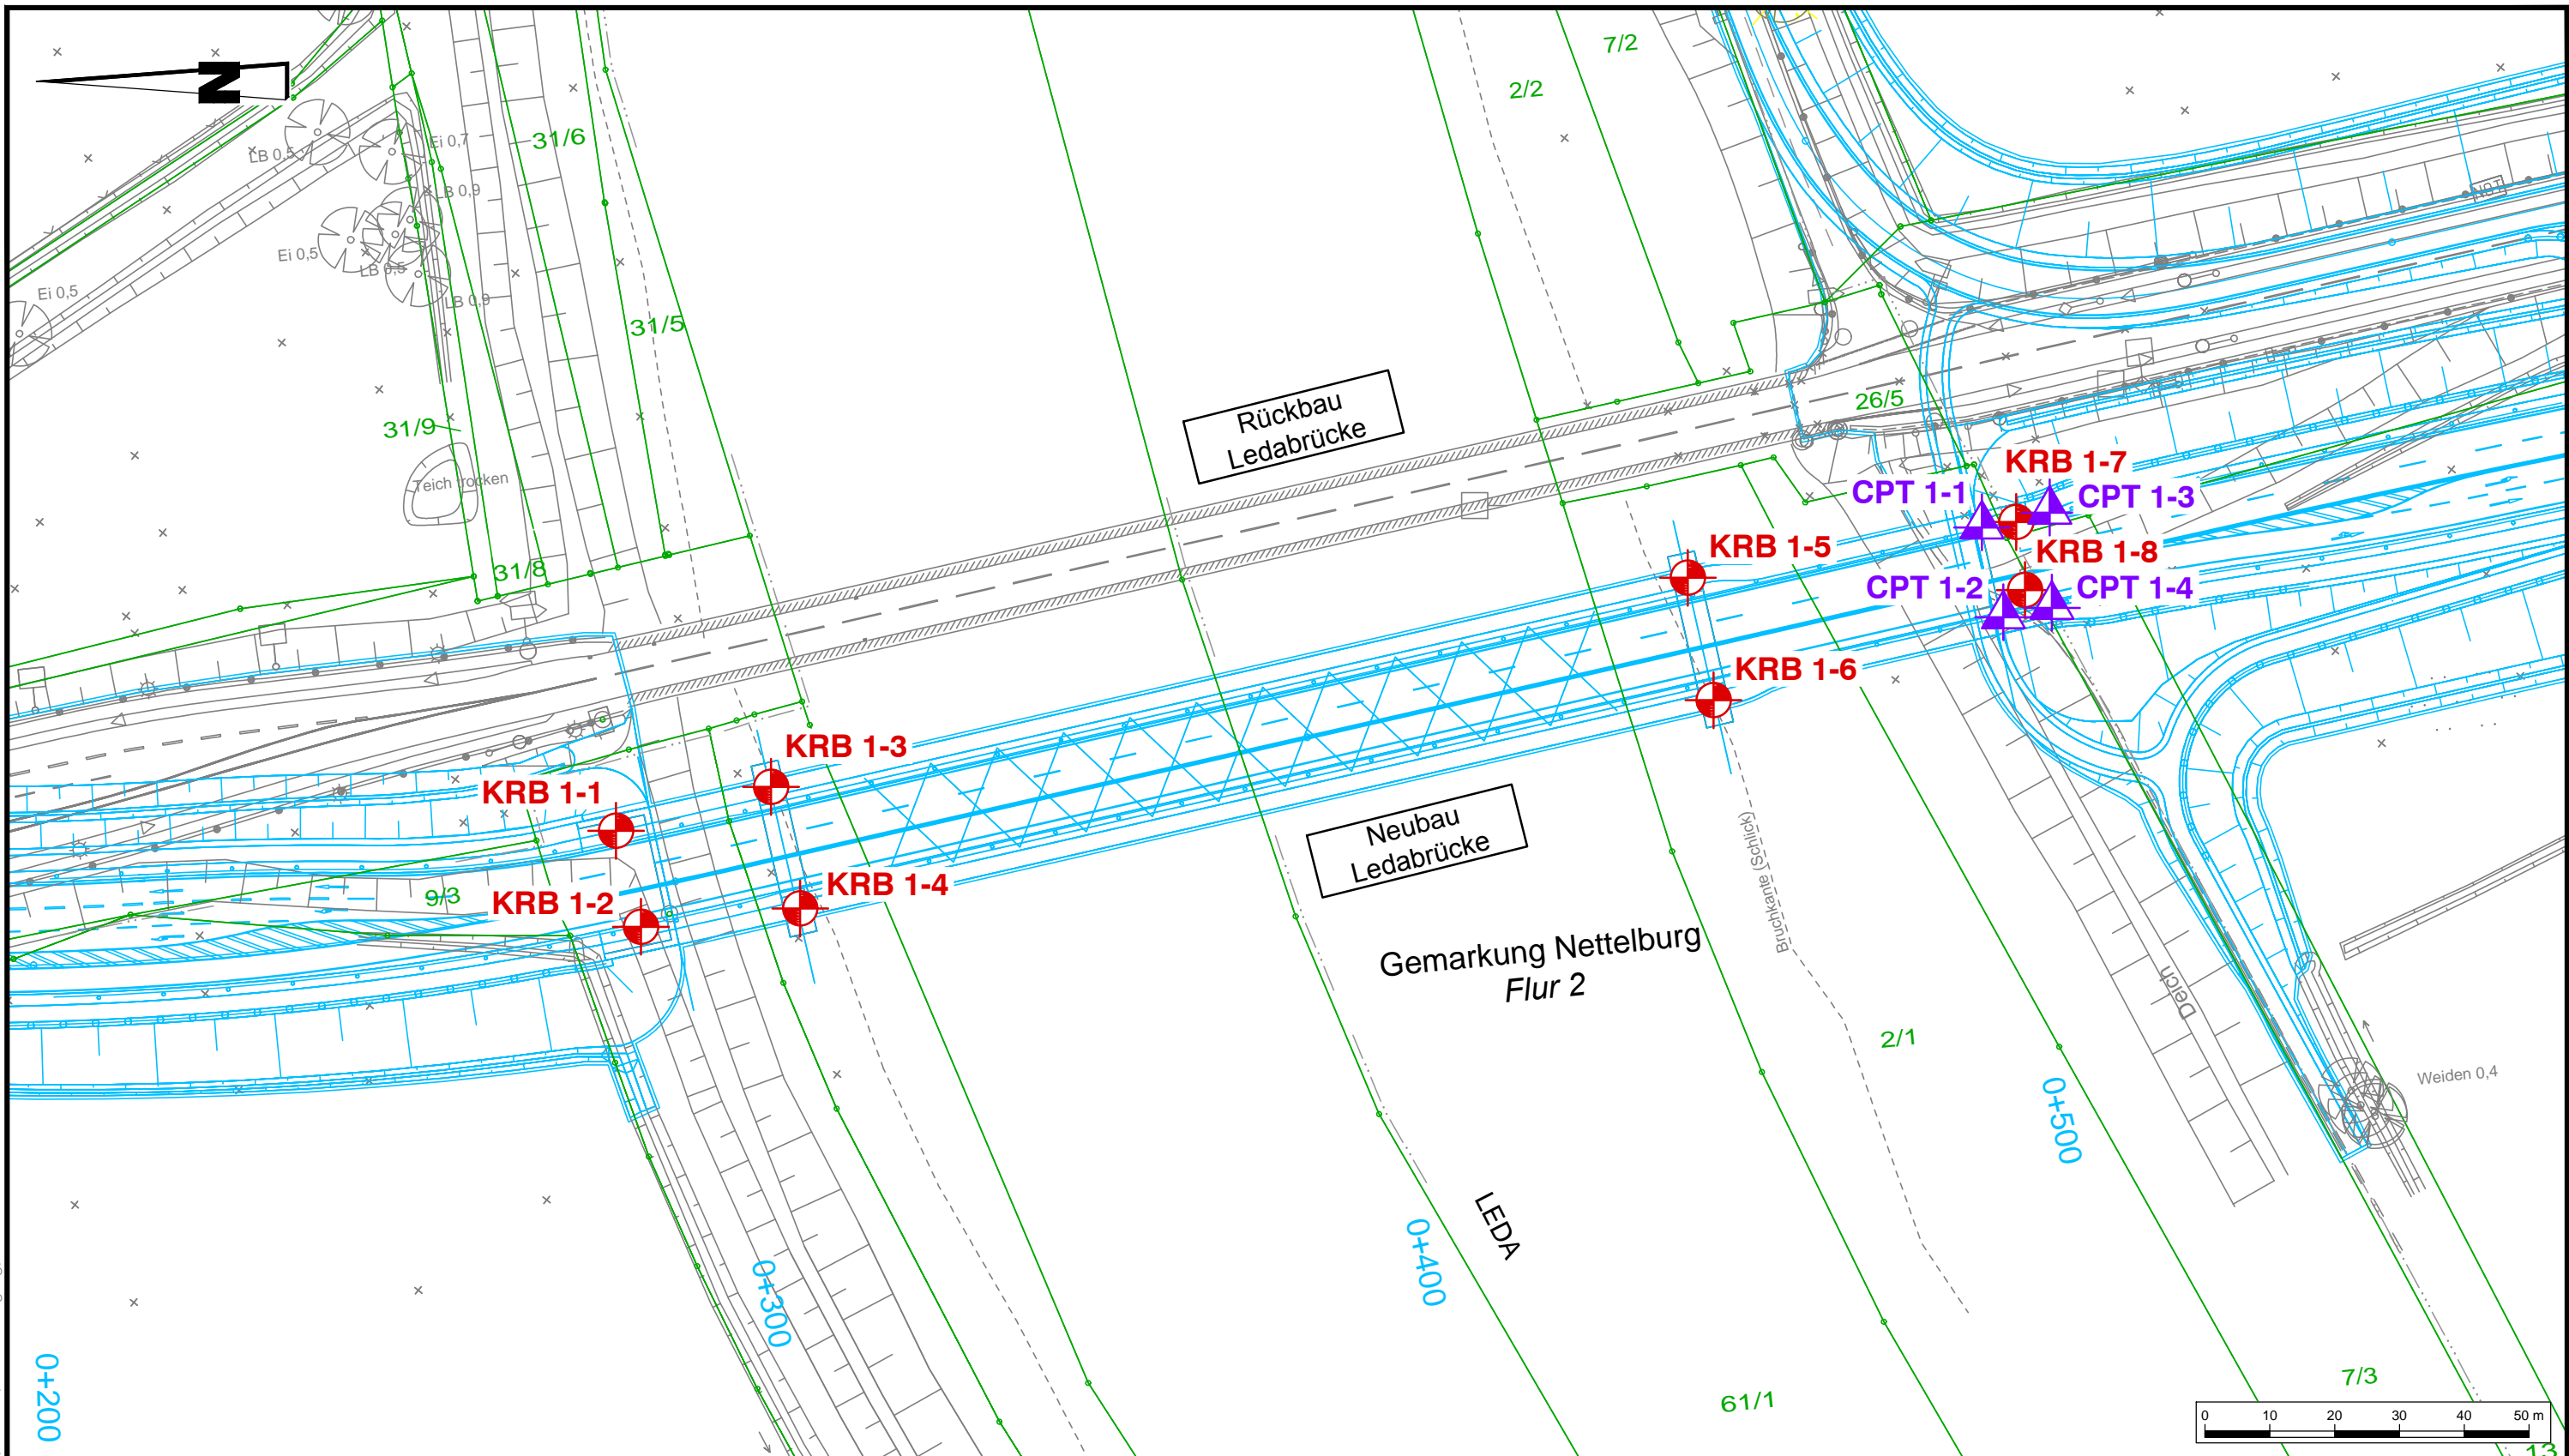 N
7/2
2/2
31/6
LB 0,5
Ei 0,7
LB 0,9
Ei 0,5
LB 0,5
LB 0,9
Ei 0,5
NOT
31/5
31/9
Rückbau
Ledabrücke
26/5
Teich trocken
KRB 1-7
CPT 1-1
CPT 1-3
KRB 1-5
KRB 1-8
31/8
CPT 1-2
CPT 1-4
KRB 1-6
KRB 1-3
KRB 1-1
Neubau
Ledabrücke
Bruchkante (Schlick)
KRB 1-4
9/3
KRB 1-2
Gemarkung Nettelburg
Flur 2
Deich
2/1
Weiden 0,4
0+500
LEDA
0+400
0+300
0+200
61/1
7/3
0 10 20 30 40 50 m
13